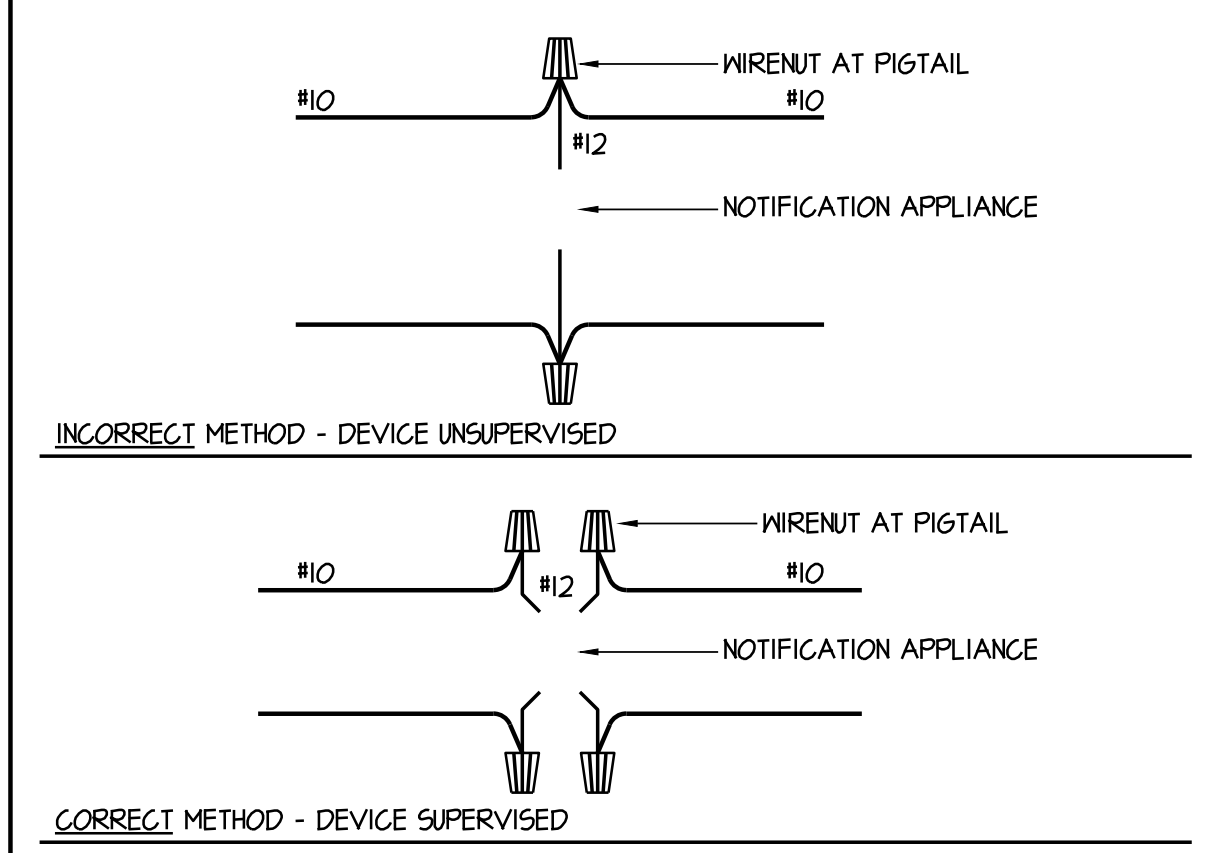 WIRENUT AT PIGTAIL
#10
#10
#12
NOTIFICATION APPLIANCE
INCORRECT METHOD - DEVICE UNSUPERVISED
WIRENUT AT PIGTAIL
#10
#12
#10
NOTIFICATION APPLIANCE
CORRECT METHOD - DEVICE SUPERVISED